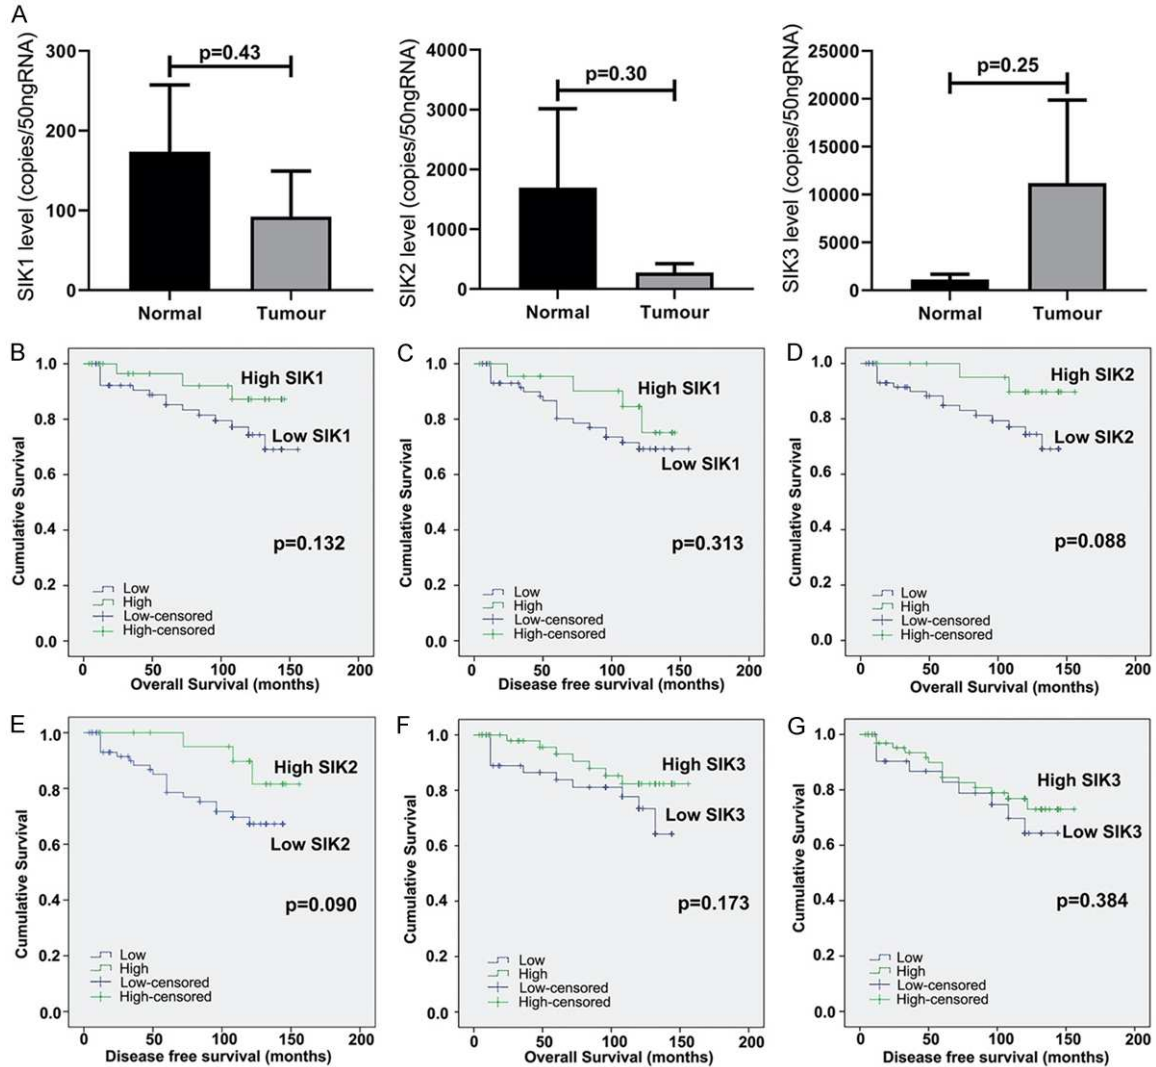 A
SIK1 level (copies/50ngRNA)
300
200
100
0
p=0.43
Normal
Tumour
SIK2 level (copies/50ngRNA)
4000
3000
2000
1000
0
p=0.30
Normal
Tumour
SIK3 level (copies/50ngRNA)
25000
20000
15000
10000
5000
0
p=0.25
Normal
Tumour
B
Cumulative Survival
1.0
0.8
0.6
0.4
0.2
0.0
High SIK1
Low SIK1
p=0.132
Low
High
Low-censored
High-censored
0 50 100 150 200
Overall Survival (months)
C
Cumulative Survival
1.0
0.8
0.6
0.4
0.2
0.0
High SIK1
Low SIK1
p=0.313
Low
High
Low-censored
High-censored
0 50 100 150 200
Disease free survival (months)
D
Cumulative Survival
1.0
0.8
0.6
0.4
0.2
0.0
High SIK2
Low SIK2
p=0.088
Low
High
Low-censored
High-censored
0 50 100 150 200
Overall Survival (months)
E
Cumulative Survival
1.0
0.8
0.6
0.4
0.2
0.0
High SIK2
Low SIK2
p=0.090
Low
High
Low-censored
High-censored
0 50 100 150 200
Disease free survival (months)
F
Cumulative Survival
1.0
0.8
0.6
0.4
0.2
0.0
High SIK3
Low SIK3
p=0.173
Low
High
Low-censored
High-censored
0 50 100 150 200
Overall Survival (months)
G
Cumulative Survival
1.0
0.8
0.6
0.4
0.2
0.0
High SIK3
Low SIK3
p=0.384
Low
High
Low-censored
High-censored
0 50 100 150 200
Disease free survival (months)